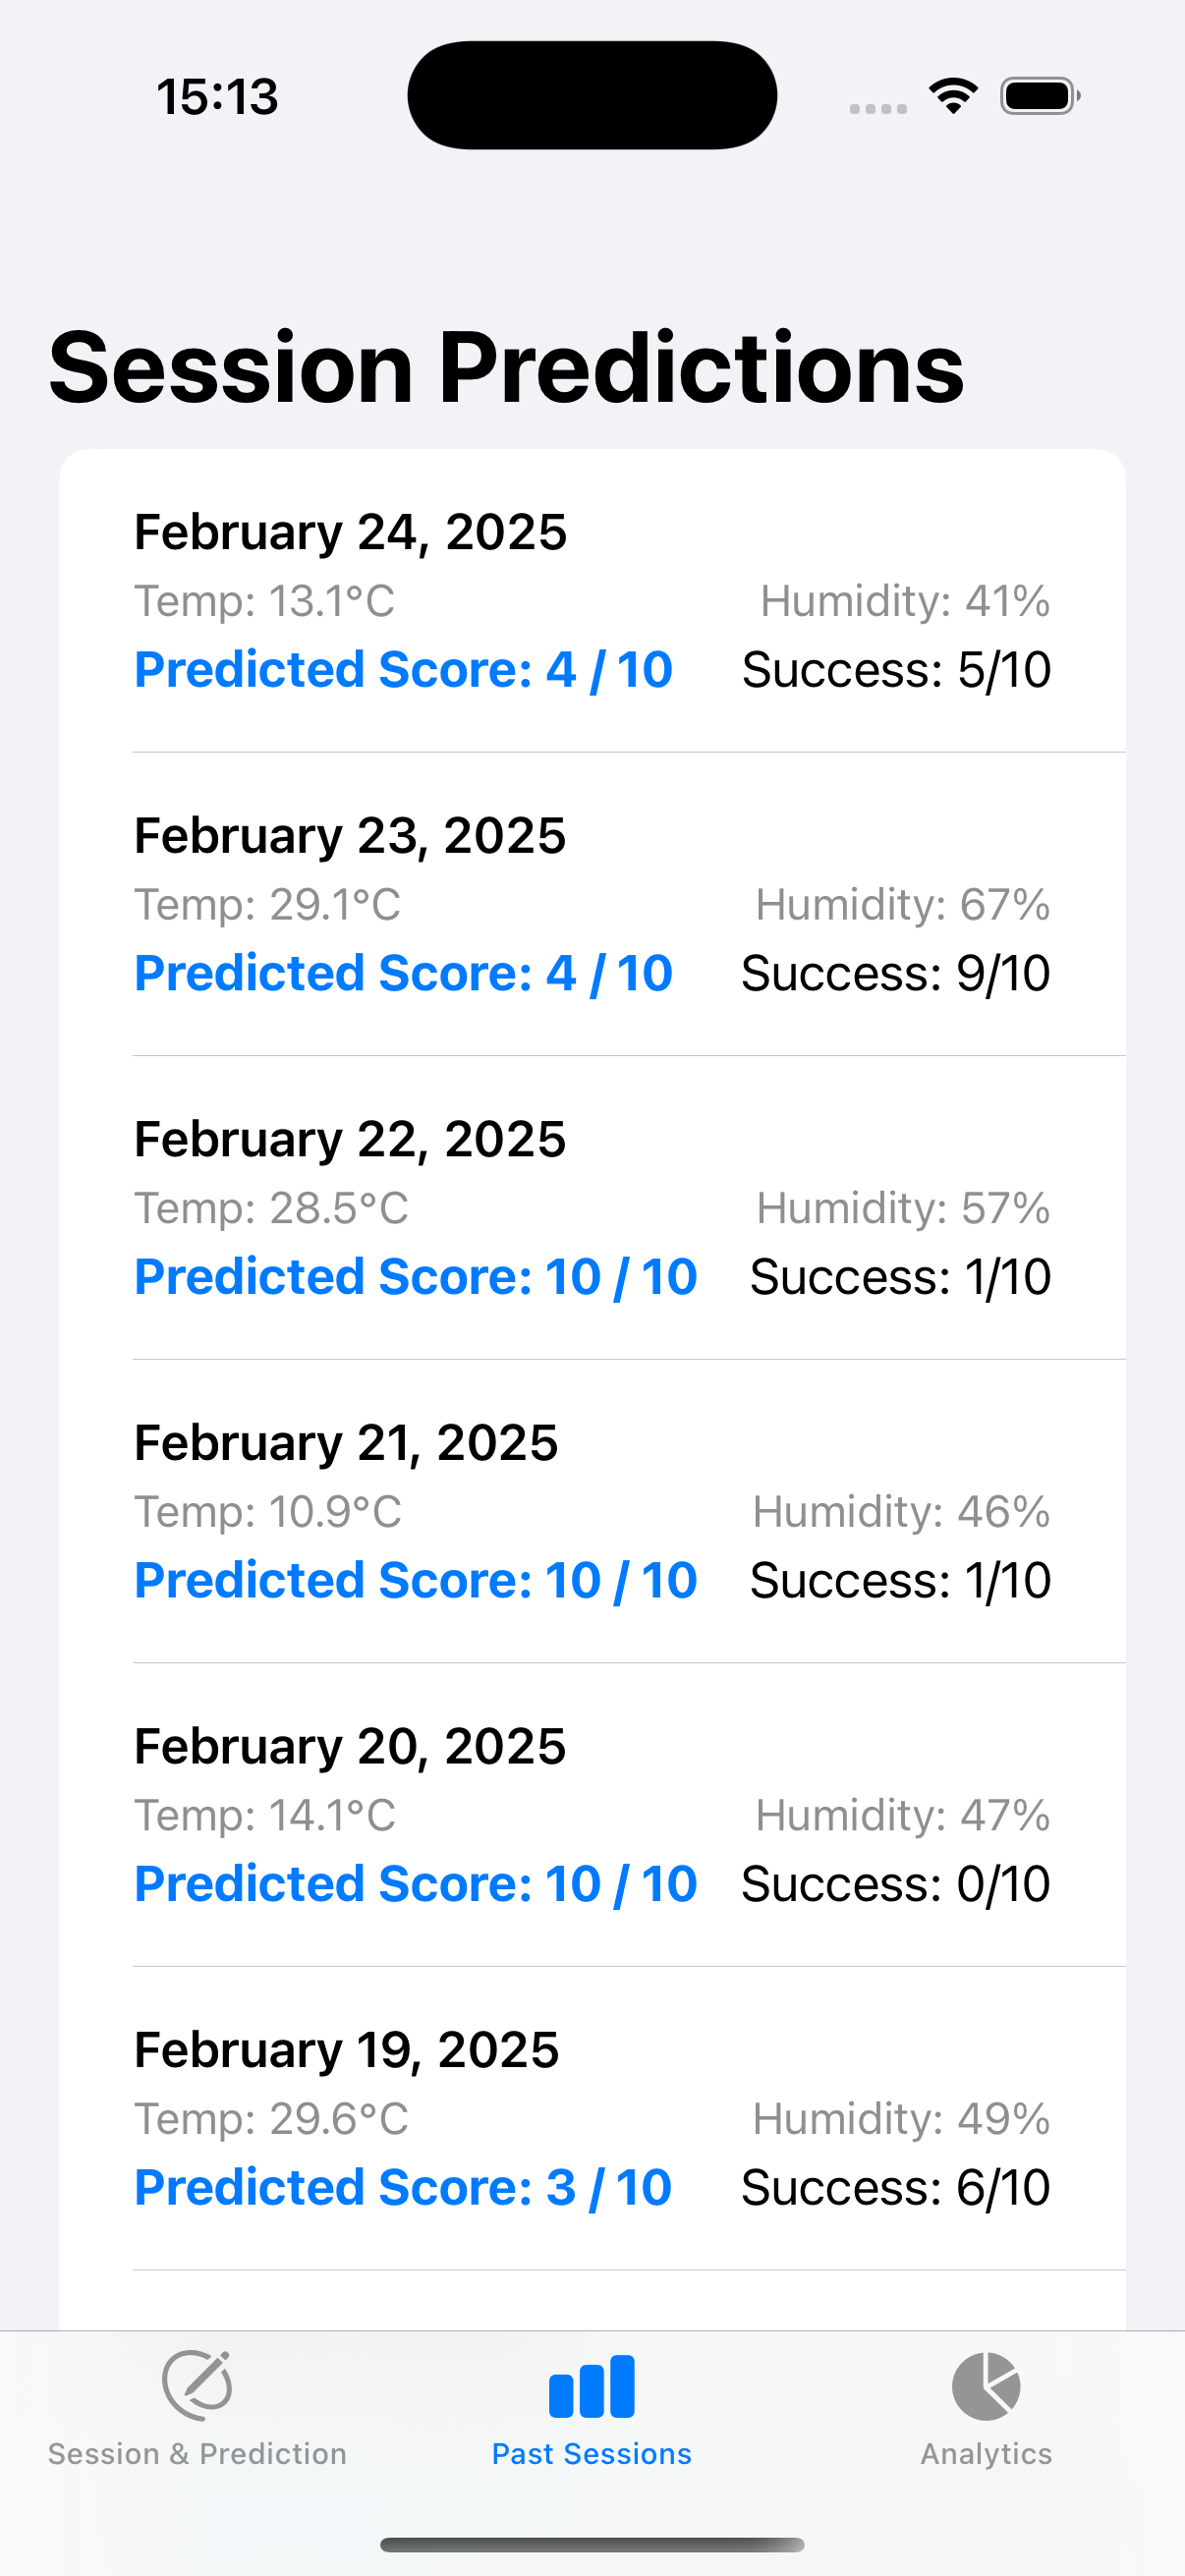 15:13
Session Predictions
February 24, 2025
Temp: 13.1°C Humidity: 41%
Predicted Score: 4 / 10 Success: 5/10
February 23, 2025
Temp: 29.1°C Humidity: 67%
Predicted Score: 4 / 10 Success: 9/10
February 22, 2025
Temp: 28.5°C Humidity: 57%
Predicted Score: 10 / 10 Success: 1/10
February 21, 2025
Temp: 10.9°C Humidity: 46%
Predicted Score: 10 / 10 Success: 1/10
February 20, 2025
Temp: 14.1°C Humidity: 47%
Predicted Score: 10 / 10 Success: 0/10
February 19, 2025
Temp: 29.6°C Humidity: 49%
Predicted Score: 3 / 10 Success: 6/10
Session & Prediction Past Sessions Analytics